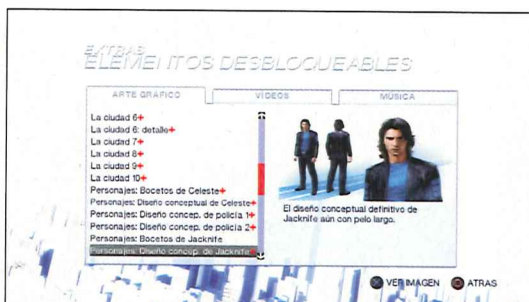 EXTRAS
ELEMENTOS DESBLOQUEABLES
ARTE GRÁFICO
VIDEOS
MÚSICA
La ciudad 6+
La ciudad 6: detalle+
La ciudad 7+
La ciudad 8+
La ciudad 9+
La ciudad 10+
Personajes: Bocetos de Celeste+
Personajes: Diseño conceptual de Celeste+
Personajes: Diseño concep. de policía 1+
Personajes: Diseño concep. de policía 2+
Personajes: Bocetos de Jacknife
Personajes: Diseño concep. de Jacknife+
El diseño conceptual definitivo de
Jacknife aún con pelo largo.
VER IMAGEN
ATRAS